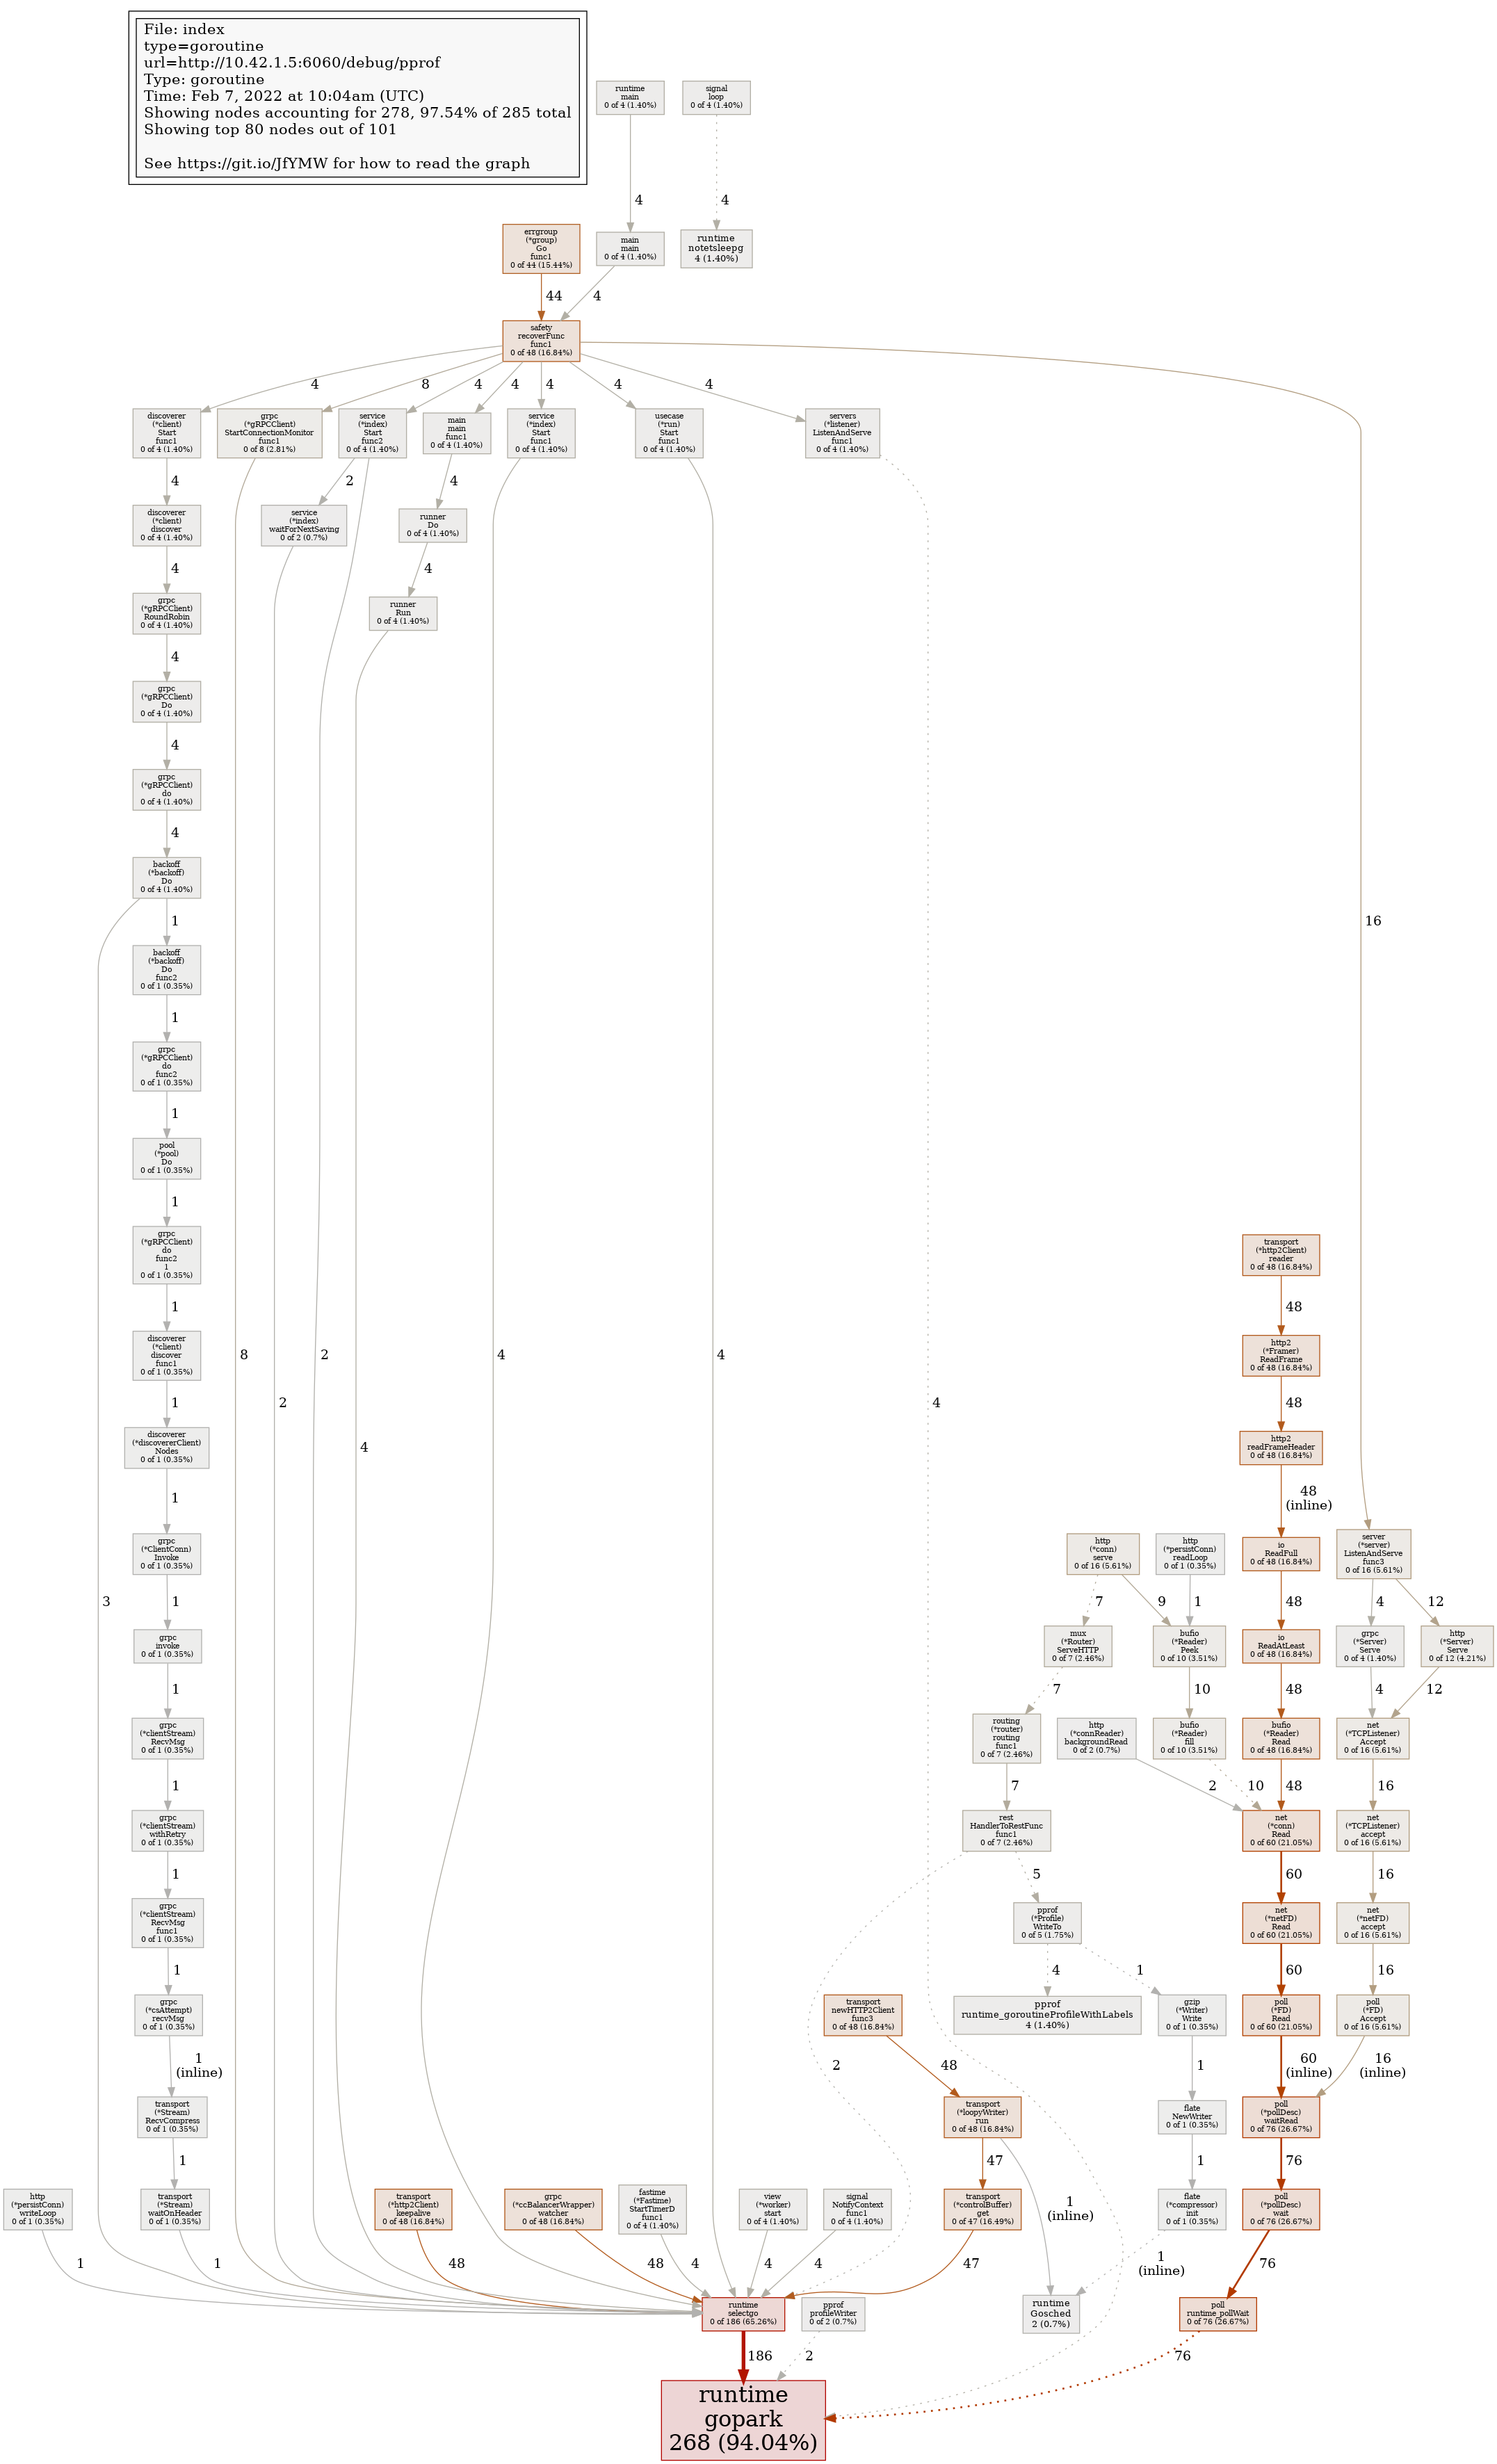 File: index
type=goroutine
url=http://10.42.1.5:6060/debug/pprof
Type: goroutine
Time: Feb 7, 2022 at 10:04am (UTC)
Showing nodes accounting for 278, 97.54% of 285 total
Showing top 80 nodes out of 101
See https://git.io/JfYMW for how to read the graph
runtime
main
0 of 4 (1.40%)
signal
loop
0 of 4 (1.40%)
4
4
errgroup
(*group)
Go
func1
0 of 44 (15.44%)
main
main
0 of 4 (1.40%)
runtime
notetsleepg
4 (1.40%)
44
4
safety
recoverFunc
func1
0 of 48 (16.84%)
4
8
4
4
4
4
4
16
discoverer
(*client)
Start
func1
0 of 4 (1.40%)
grpc
(*gRPCClient)
StartConnectionMonitor
func1
0 of 8 (2.81%)
service
(*index)
Start
func2
0 of 4 (1.40%)
main
main
func1
0 of 4 (1.40%)
service
(*index)
Start
func1
0 of 4 (1.40%)
usecase
(*run)
Start
func1
0 of 4 (1.40%)
servers
(*listener)
ListenAndServe
func1
0 of 4 (1.40%)
4
2
4
discoverer
(*client)
discover
0 of 4 (1.40%)
service
(*index)
waitForNextSaving
0 of 2 (0.7%)
runner
Do
0 of 4 (1.40%)
4
4
grpc
(*gRPCClient)
RoundRobin
0 of 4 (1.40%)
runner
Run
0 of 4 (1.40%)
4
grpc
(*gRPCClient)
Do
0 of 4 (1.40%)
4
grpc
(*gRPCClient)
do
0 of 4 (1.40%)
4
backoff
(*backoff)
Do
0 of 4 (1.40%)
1
backoff
(*backoff)
Do
func2
0 of 1 (0.35%)
1
grpc
(*gRPCClient)
do
func2
0 of 1 (0.35%)
1
pool
(*pool)
Do
0 of 1 (0.35%)
1
grpc
(*gRPCClient)
do
func2
1
0 of 1 (0.35%)
1
discoverer
(*client)
discover
func1
0 of 1 (0.35%)
8
2
2
4
4
4
4
1
discoverer
(*discovererClient)
Nodes
0 of 1 (0.35%)
1
grpc
(*ClientConn)
Invoke
0 of 1 (0.35%)
3
1
grpc
invoke
0 of 1 (0.35%)
1
grpc
(*clientStream)
RecvMsg
0 of 1 (0.35%)
1
grpc
(*clientStream)
withRetry
0 of 1 (0.35%)
1
grpc
(*clientStream)
RecvMsg
func1
0 of 1 (0.35%)
1
grpc
(*csAttempt)
recvMsg
0 of 1 (0.35%)
1
(inline)
transport
(*Stream)
RecvCompress
0 of 1 (0.35%)
1
transport
(*Stream)
waitOnHeader
0 of 1 (0.35%)
transport
(*http2Client)
reader
0 of 48 (16.84%)
48
http2
(*Framer)
ReadFrame
0 of 48 (16.84%)
48
http2
readFrameHeader
0 of 48 (16.84%)
48
(inline)
http
(*conn)
serve
0 of 16 (5.61%)
http
(*persistConn)
readLoop
0 of 1 (0.35%)
io
ReadFull
0 of 48 (16.84%)
server
(*server)
ListenAndServe
func3
0 of 16 (5.61%)
7
9
1
48
4
12
mux
(*Router)
ServeHTTP
0 of 7 (2.46%)
bufio
(*Reader)
Peek
0 of 10 (3.51%)
io
ReadAtLeast
0 of 48 (16.84%)
grpc
(*Server)
Serve
0 of 4 (1.40%)
http
(*Server)
Serve
0 of 12 (4.21%)
7
10
48
4
12
routing
(*router)
routing
func1
0 of 7 (2.46%)
http
(*connReader)
backgroundRead
0 of 2 (0.7%)
bufio
(*Reader)
fill
0 of 10 (3.51%)
bufio
(*Reader)
Read
0 of 48 (16.84%)
net
(*TCPListener)
Accept
0 of 16 (5.61%)
7
2
10
48
16
rest
HandlerToRestFunc
func1
0 of 7 (2.46%)
net
(*conn)
Read
0 of 60 (21.05%)
net
(*TCPListener)
accept
0 of 16 (5.61%)
5
60
16
pprof
(*Profile)
WriteTo
0 of 5 (1.75%)
net
(*netFD)
Read
0 of 60 (21.05%)
net
(*netFD)
accept
0 of 16 (5.61%)
4
1
60
16
transport
newHTTP2Client
func3
0 of 48 (16.84%)
pprof
runtime_goroutineProfileWithLabels
4 (1.40%)
gzip
(*Writer)
Write
0 of 1 (0.35%)
poll
(*FD)
Read
0 of 60 (21.05%)
poll
(*FD)
Accept
0 of 16 (5.61%)
2
48
1
60
(inline)
16
(inline)
transport
(*loopyWriter)
run
0 of 48 (16.84%)
flate
NewWriter
0 of 1 (0.35%)
poll
(*pollDesc)
waitRead
0 of 76 (26.67%)
47
1
(inline)
1
76
http
(*persistConn)
writeLoop
0 of 1 (0.35%)
transport
(*http2Client)
keepalive
0 of 48 (16.84%)
grpc
(*ccBalancerWrapper)
watcher
0 of 48 (16.84%)
fastime
(*Fastime)
StartTimerD
func1
0 of 4 (1.40%)
view
(*worker)
start
0 of 4 (1.40%)
signal
NotifyContext
func1
0 of 4 (1.40%)
transport
(*controlBuffer)
get
0 of 47 (16.49%)
flate
(*compressor)
init
0 of 1 (0.35%)
poll
(*pollDesc)
wait
0 of 76 (26.67%)
1
1
48
48
4
4
4
47
1
(inline)
76
runtime
selectgo
0 of 186 (65.26%)
pprof
profileWriter
0 of 2 (0.7%)
runtime
Gosched
2 (0.7%)
poll
runtime_pollWait
0 of 76 (26.67%)
186
2
76
runtime
gopark
268 (94.04%)